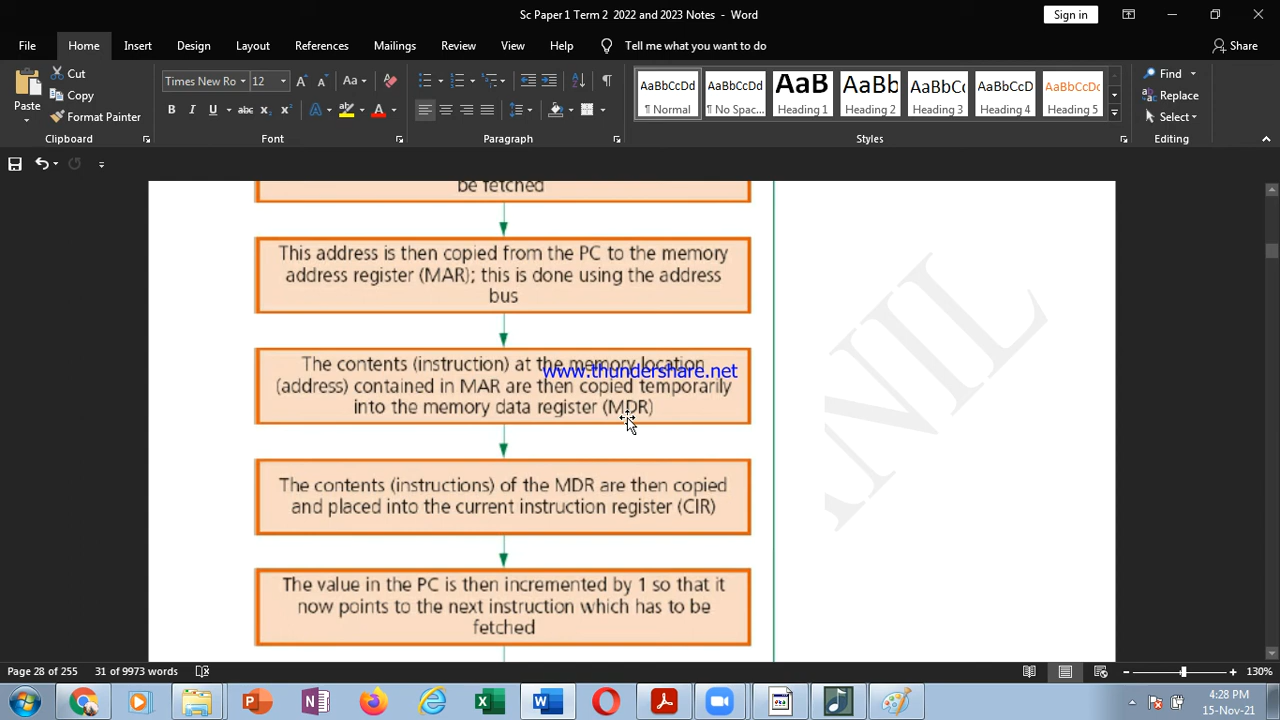 Sc Paper 1 Term 2 2022 and 2023 Notes - Word
Sign in
File Home Insert Design Layout References Mailings Review View Help Tell me what you want to do Share
Paste
Cut
Copy
Format Painter
Clipboard
Times New Ro 12
Font
Paragraph
AaBbCcDd AaBbCcDd AaB AaBb AaBbC AaBbCcD AaBbCcD
¶ Normal ¶ No Spac... Heading 1 Heading 2 Heading 3 Heading 4 Heading 5
Styles
Find
Replace
Select
Editing
be fetched
This address is then copied from the PC to the memory
address register (MAR); this is done using the address
bus
The contents (instruction) at the memory location
www.thundershare.net
(address) contained in MAR are then copied temporarily
into the memory data register (MDR)
The contents (instructions) of the MDR are then copied
and placed into the current instruction register (CIR)
The value in the PC is then incremented by 1 so that it
now points to the next instruction which has to be
fetched
Page 28 of 255 31 of 9973 words
130%
4:28 PM
15-Nov-21